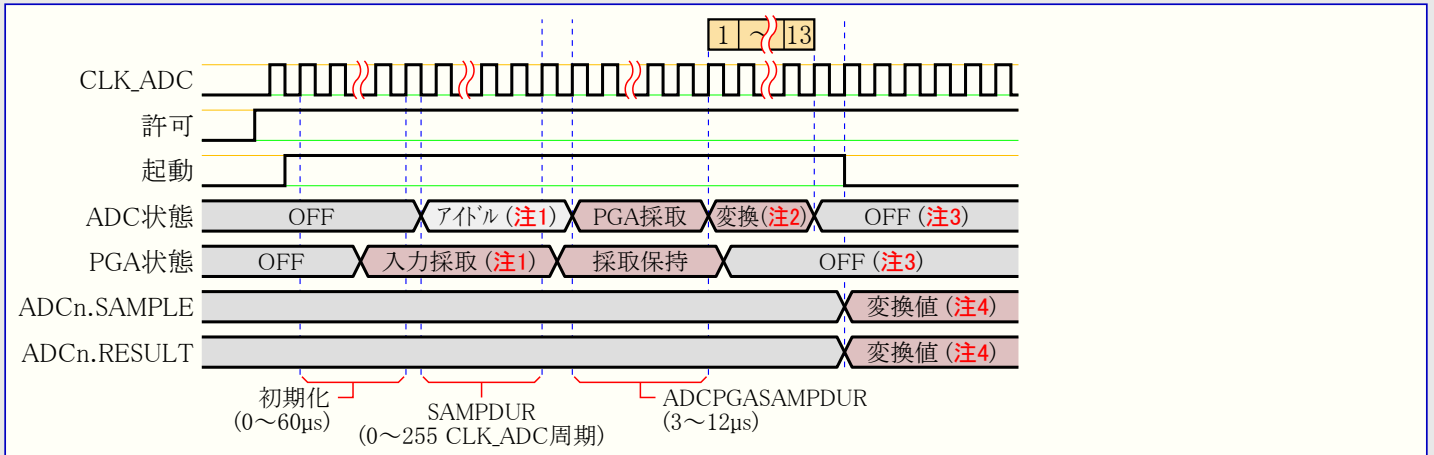 1 ～ 13
CLK_ADC
許可
起動
ADC状態 OFF アイドル (注1) PGA採取 変換(注2) OFF (注3)
PGA状態 OFF 入力採取 (注1) 採取保持 OFF (注3)
ADCn.SAMPLE 変換値 (注4)
ADCn.RESULT 変換値 (注4)
初期化
(0～60µs)
SAMPDUR
(0～255 CLK_ADC周期)
ADCPGASAMPDUR
(3～12µs)